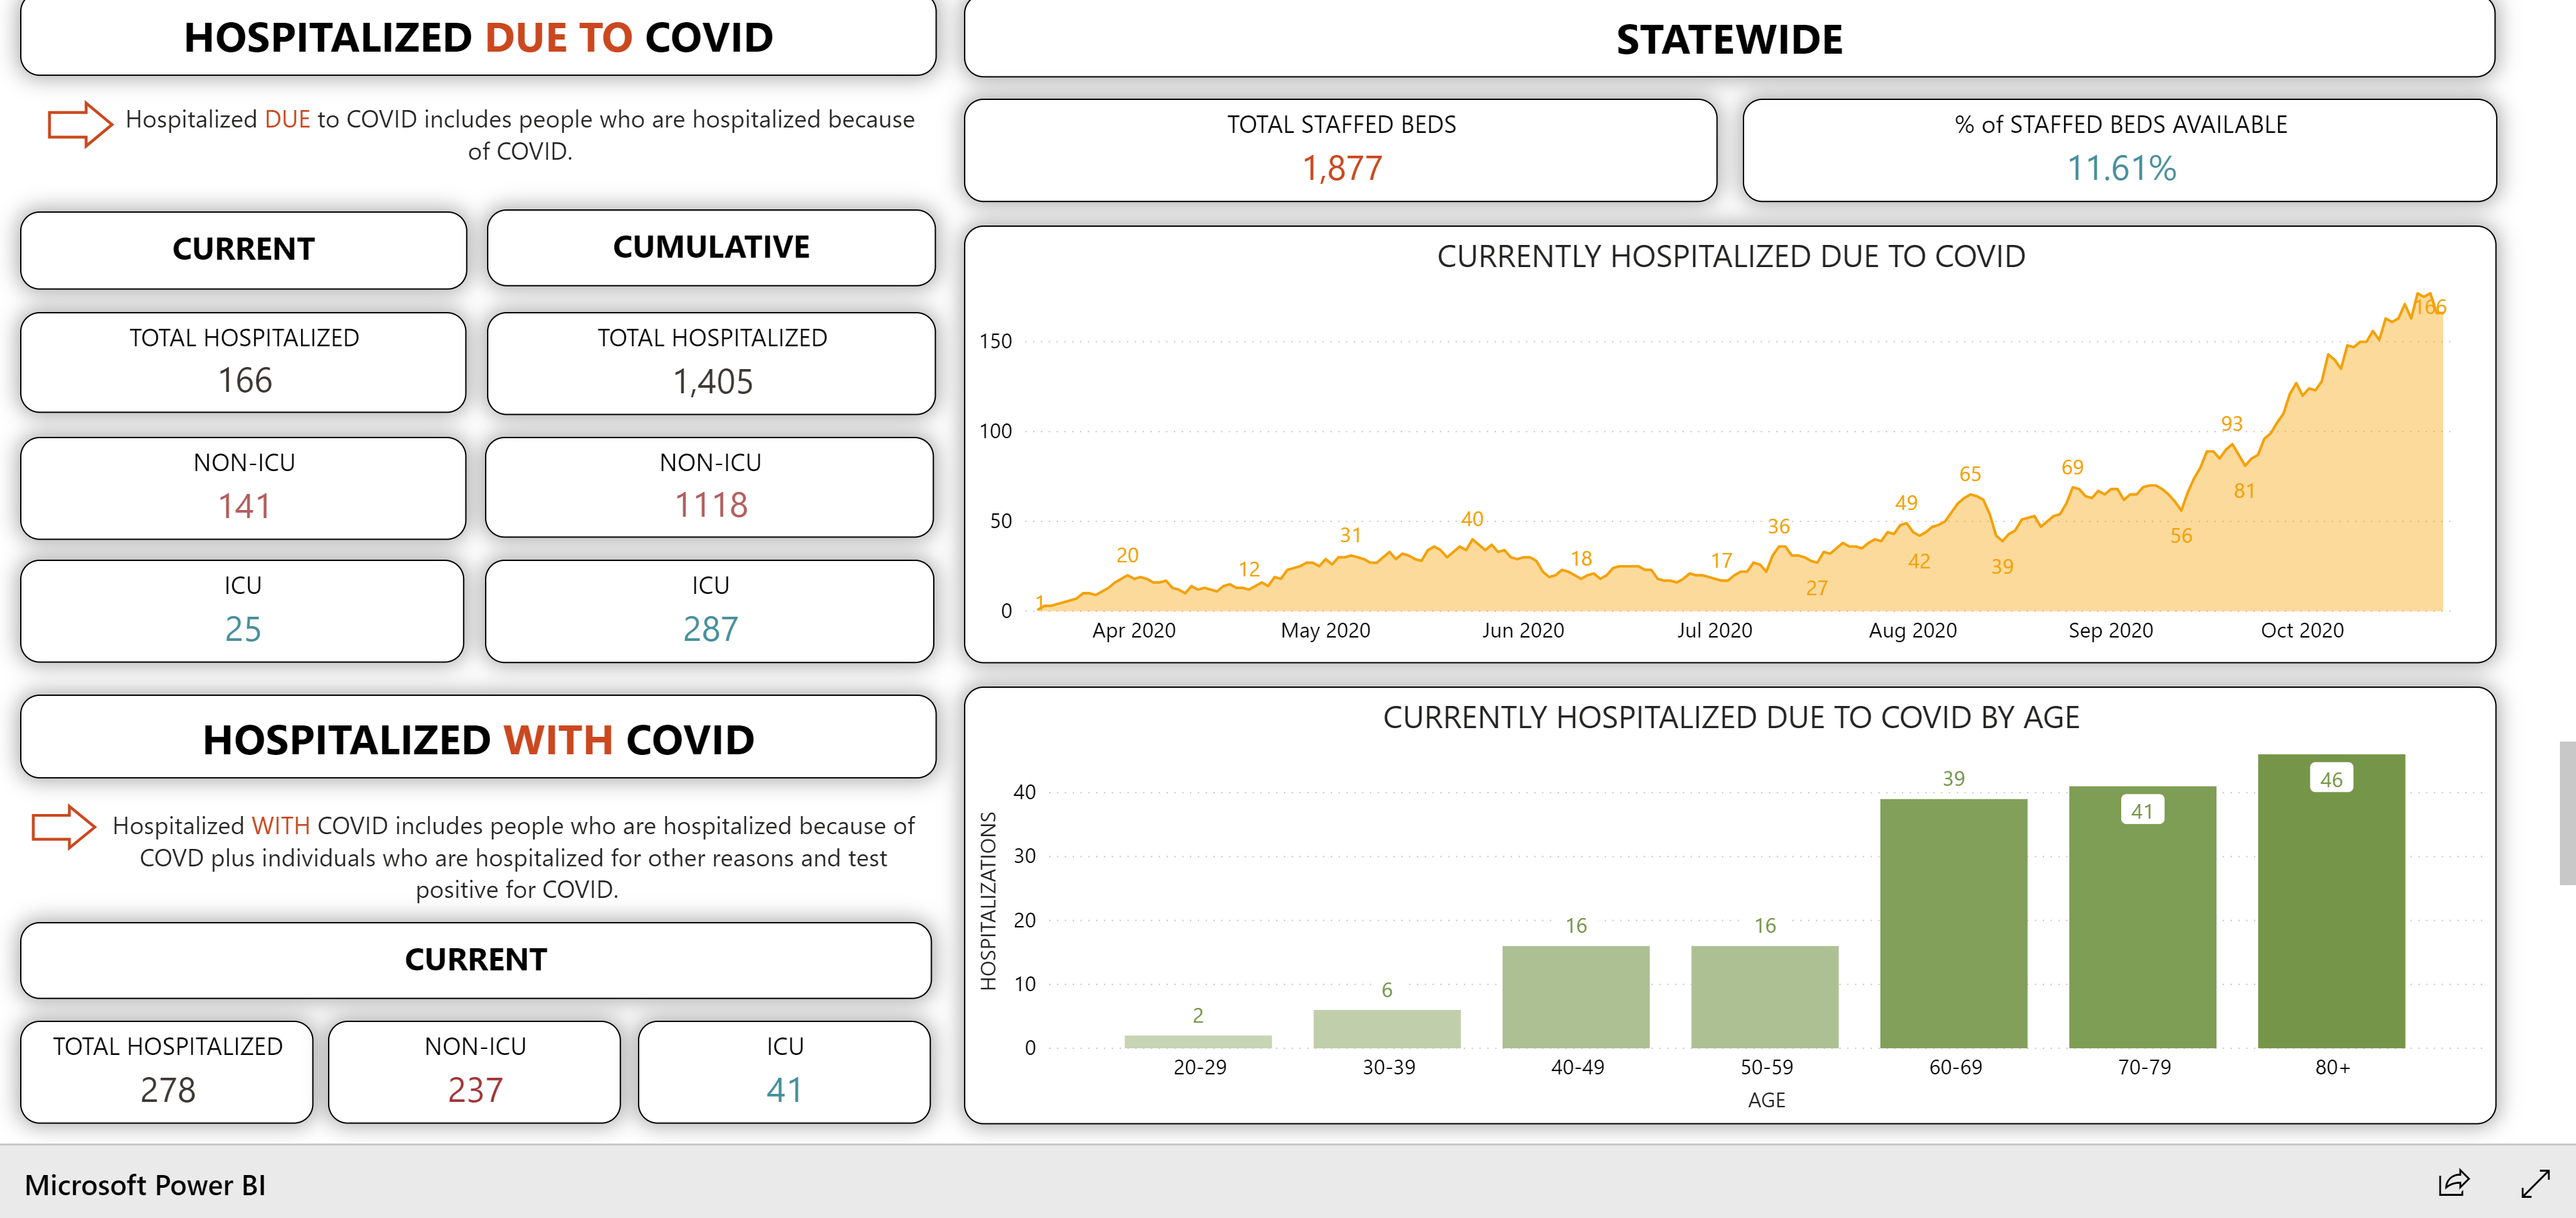 HOSPITALIZED DUE TO COVID
Hospitalized DUE to COVID includes people who are hospitalized because
of COVID.
CURRENT
CUMULATIVE
TOTAL HOSPITALIZED
166
TOTAL HOSPITALIZED
1,405
NON-ICU
141
NON-ICU
1118
ICU
25
ICU
287
HOSPITALIZED WITH COVID
Hospitalized WITH COVID includes people who are hospitalized because of
COVD plus individuals who are hospitalized for other reasons and test
positive for COVID.
CURRENT
TOTAL HOSPITALIZED
278
NON-ICU
237
ICU
41
STATEWIDE
TOTAL STAFFED BEDS
1,877
% of STAFFED BEDS AVAILABLE
11.61%
CURRENTLY HOSPITALIZED DUE TO COVID
150
100
50
0
1
20
12
31
40
18
17
36
27
49
42
65
39
69
56
93
81
166
Apr 2020
May 2020
Jun 2020
Jul 2020
Aug 2020
Sep 2020
Oct 2020
CURRENTLY HOSPITALIZED DUE TO COVID BY AGE
HOSPITALIZATIONS
40
30
20
10
0
2
6
16
16
39
41
46
20-29
30-39
40-49
50-59
60-69
70-79
80+
AGE
Microsoft Power BI